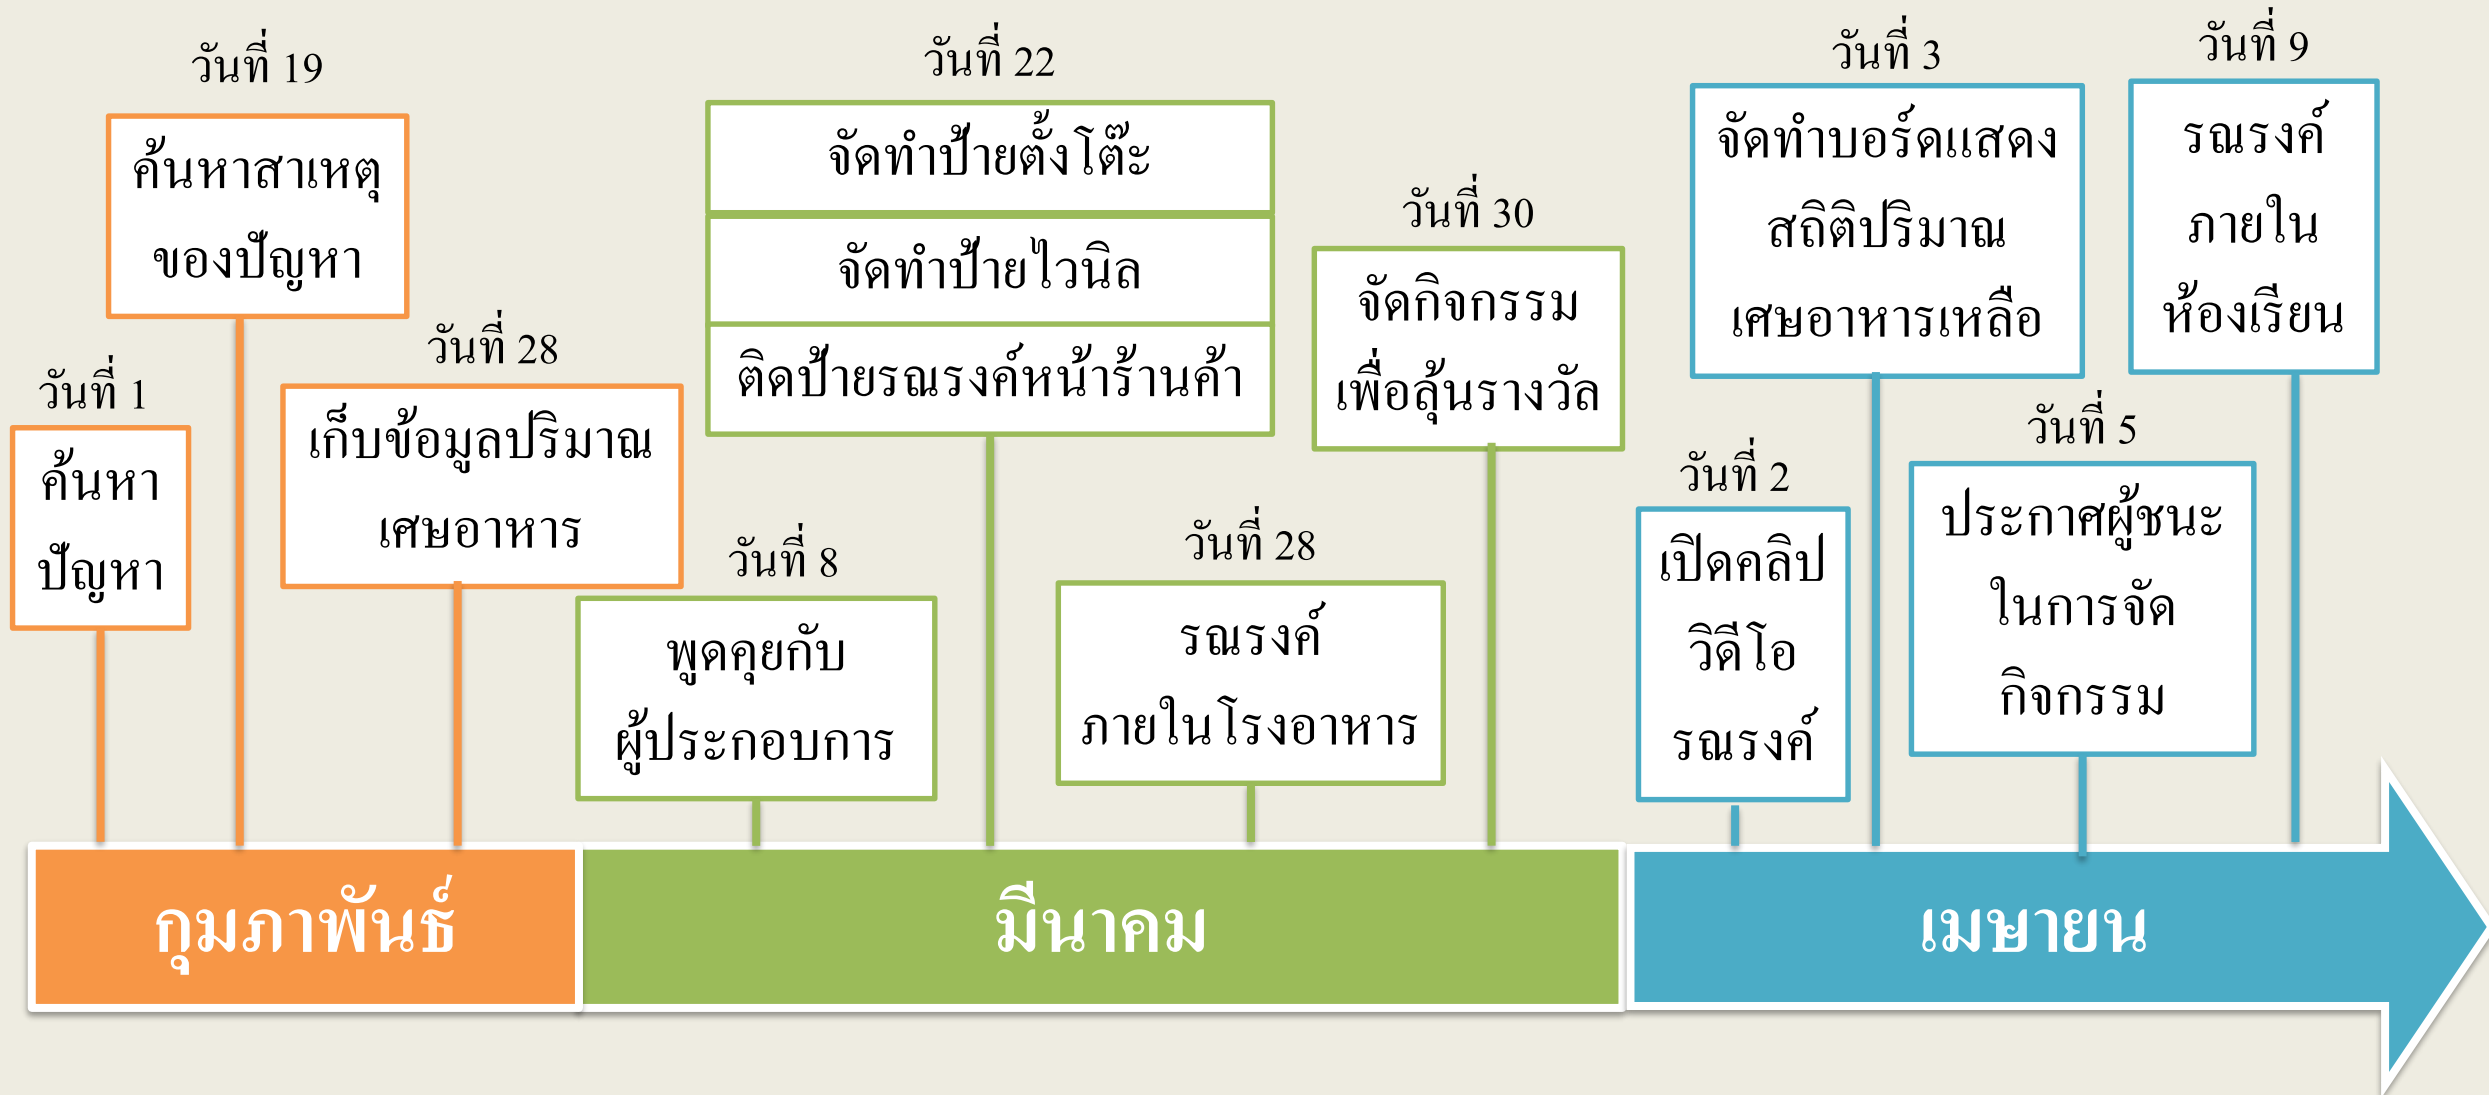 วันที่ 1
ค้นหา
ปัญหา
วันที่ 19
ค้นหาสาเหตุ
ของปัญหา
วันที่ 28
เก็บข้อมูลปริมาณ
เศษอาหาร
วันที่ 8
พูดคุยกับ
ผู้ประกอบการ
วันที่ 22
จัดทำป้ายตั้งโต๊ะ
จัดทำป้ายไวนิล
ติดป้ายรณรงค์หน้าร้านค้า
วันที่ 28
รณรงค์
ภายในโรงอาหาร
วันที่ 30
จัดกิจกรรม
เพื่อลุ้นรางวัล
วันที่ 2
เปิดคลิป
วิดีโอ
รณรงค์
วันที่ 3
จัดทำบอร์ดแสดง
สถิติปริมาณ
เศษอาหารเหลือ
วันที่ 5
ประกาศผู้ชนะ
ในการจัด
กิจกรรม
วันที่ 9
รณรงค์
ภายใน
ห้องเรียน
กุมภาพันธ์
มีนาคม
เมษายน